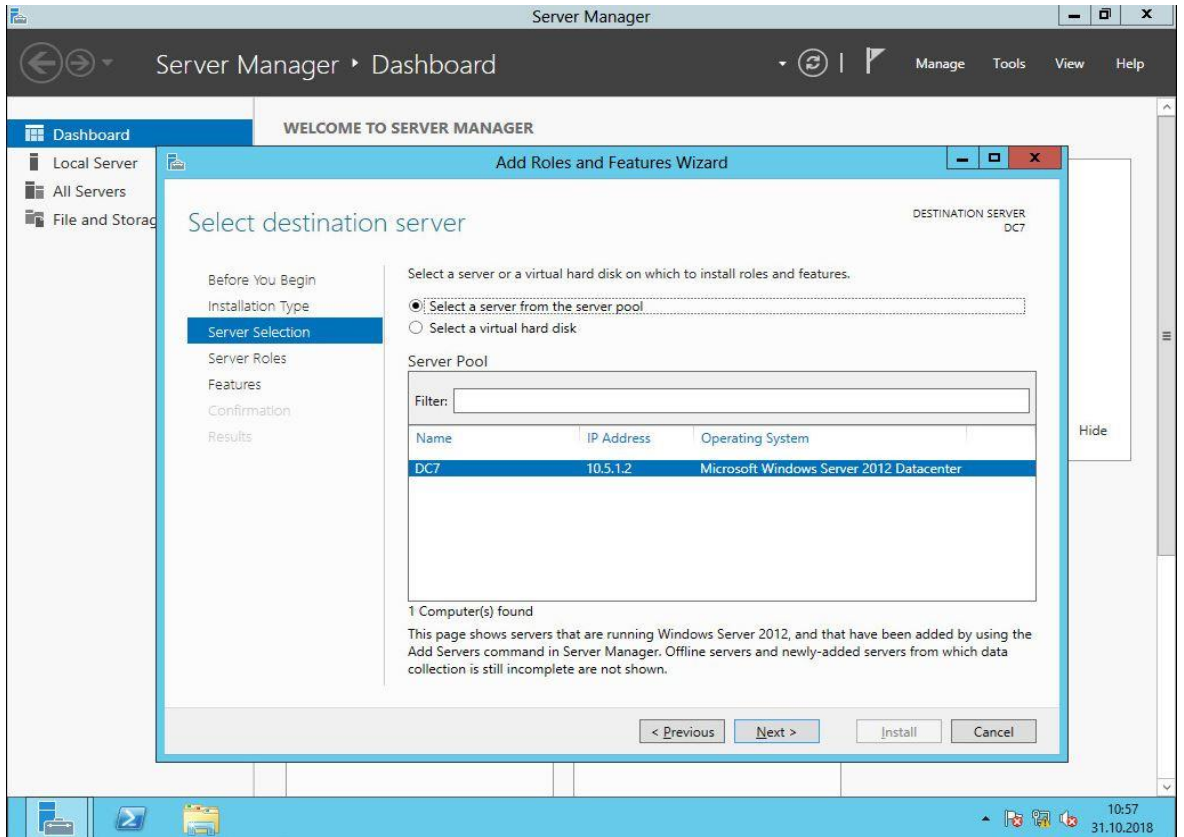 Server Manager
Server Manager ‣ Dashboard
Manage Tools View Help
Dashboard
Local Server
All Servers
File and Storag
WELCOME TO SERVER MANAGER
Hide
Add Roles and Features Wizard
Select destination server
DESTINATION SERVER
DC7
Before You Begin
Installation Type
Server Selection
Server Roles
Features
Confirmation
Results
Select a server or a virtual hard disk on which to install roles and features.
Select a server from the server pool
Select a virtual hard disk
Server Pool
Filter:
Name IP Address Operating System
DC7 10.5.1.2 Microsoft Windows Server 2012 Datacenter
1 Computer(s) found
This page shows servers that are running Windows Server 2012, and that have been added by using the
Add Servers command in Server Manager. Offline servers and newly-added servers from which data
collection is still incomplete are not shown.
< Previous Next > Install Cancel
10:57
31.10.2018